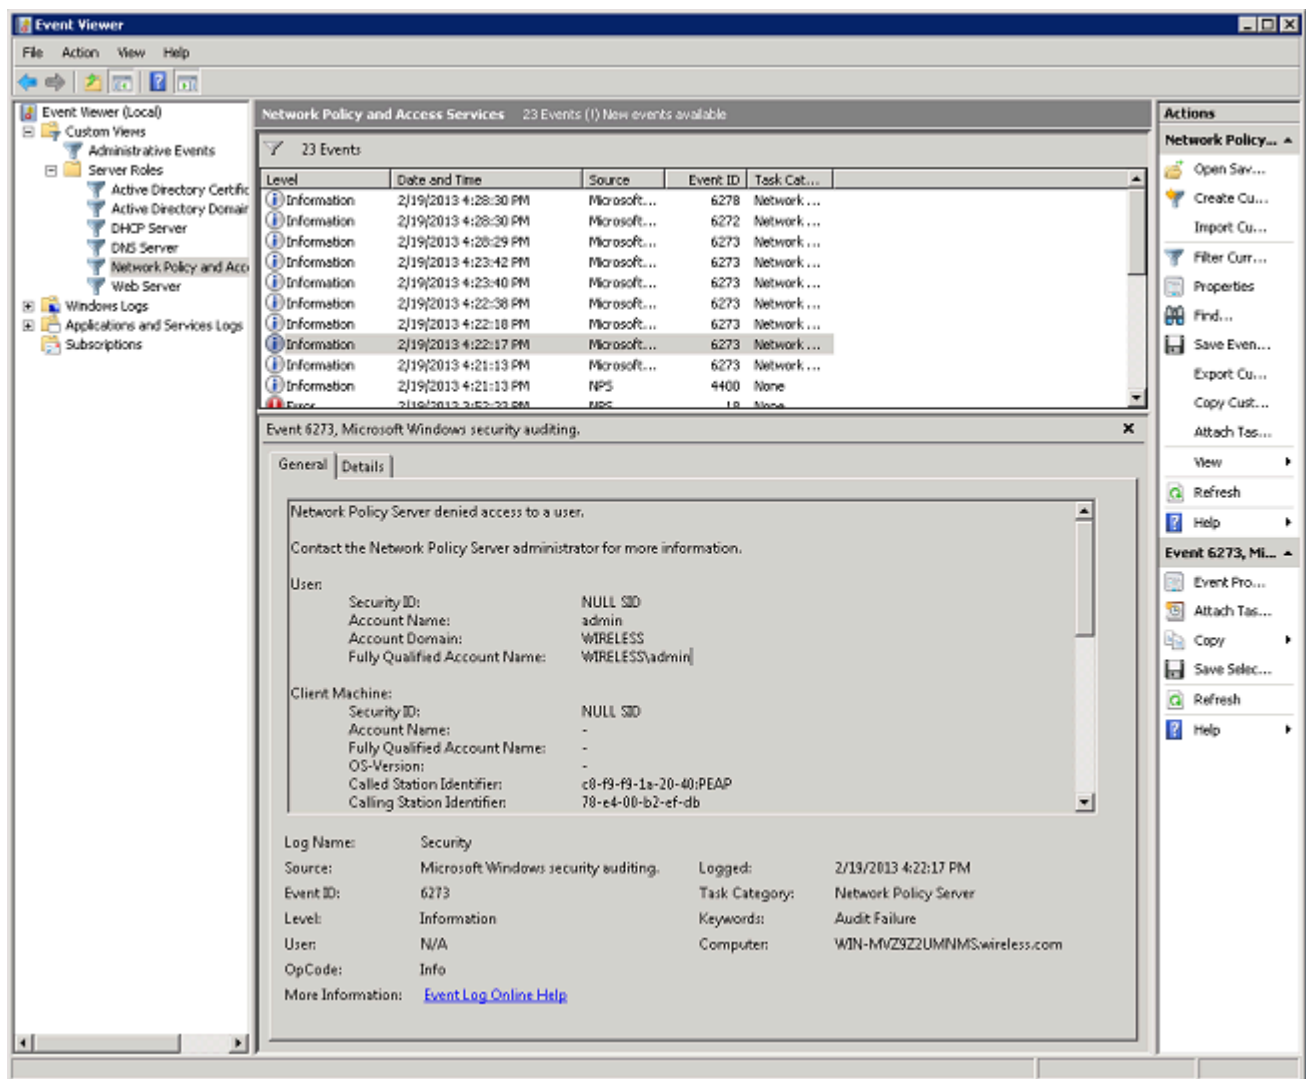 Event Viewer
File Action View Help
Event Viewer (Local)
Custom Views
Administrative Events
Server Roles
Active Directory Certific
Active Directory Domain
DHCP Server
DNS Server
Network Policy and Acc
Web Server
Windows Logs
Applications and Services Logs
Subscriptions
Network Policy and Access Services 23 Events (!) New events available
23 Events
Level Date and Time Source Event ID Task Cat...
Information 2/19/2013 4:28:30 PM Microsoft... 6278 Network ...
Information 2/19/2013 4:28:30 PM Microsoft... 6272 Network ...
Information 2/19/2013 4:28:29 PM Microsoft... 6273 Network ...
Information 2/19/2013 4:23:42 PM Microsoft... 6273 Network ...
Information 2/19/2013 4:23:40 PM Microsoft... 6273 Network ...
Information 2/19/2013 4:22:38 PM Microsoft... 6273 Network ...
Information 2/19/2013 4:22:18 PM Microsoft... 6273 Network ...
Information 2/19/2013 4:22:17 PM Microsoft... 6273 Network ...
Information 2/19/2013 4:21:13 PM Microsoft... 6273 Network ...
Information 2/19/2013 4:21:13 PM NPS 4400 None
Error 2/19/2013 3:52:33 PM NPS 18 None
Event 6273, Microsoft Windows security auditing.
General Details
Network Policy Server denied access to a user.
Contact the Network Policy Server administrator for more information.
User:
Security ID: NULL SID
Account Name: admin
Account Domain: WIRELESS
Fully Qualified Account Name: WIRELESS\admin
Client Machine:
Security ID: NULL SID
Account Name: -
Fully Qualified Account Name: -
OS-Version: -
Called Station Identifier: c8-f9-f9-1a-20-40:PEAP
Calling Station Identifier: 78-e4-00-b2-ef-db
Log Name: Security
Source: Microsoft Windows security auditing. Logged: 2/19/2013 4:22:17 PM
Event ID: 6273 Task Category: Network Policy Server
Level: Information Keywords: Audit Failure
User: N/A Computer: WIN-MVZ9Z2UMNMS.wireless.com
OpCode: Info
More Information: Event Log Online Help
Actions
Network Policy...
Open Sav...
Create Cu...
Import Cu...
Filter Curr...
Properties
Find...
Save Even...
Export Cu...
Copy Cust...
Attach Tas...
View
Refresh
Help
Event 6273, Mi...
Event Pro...
Attach Tas...
Copy
Save Selec...
Refresh
Help